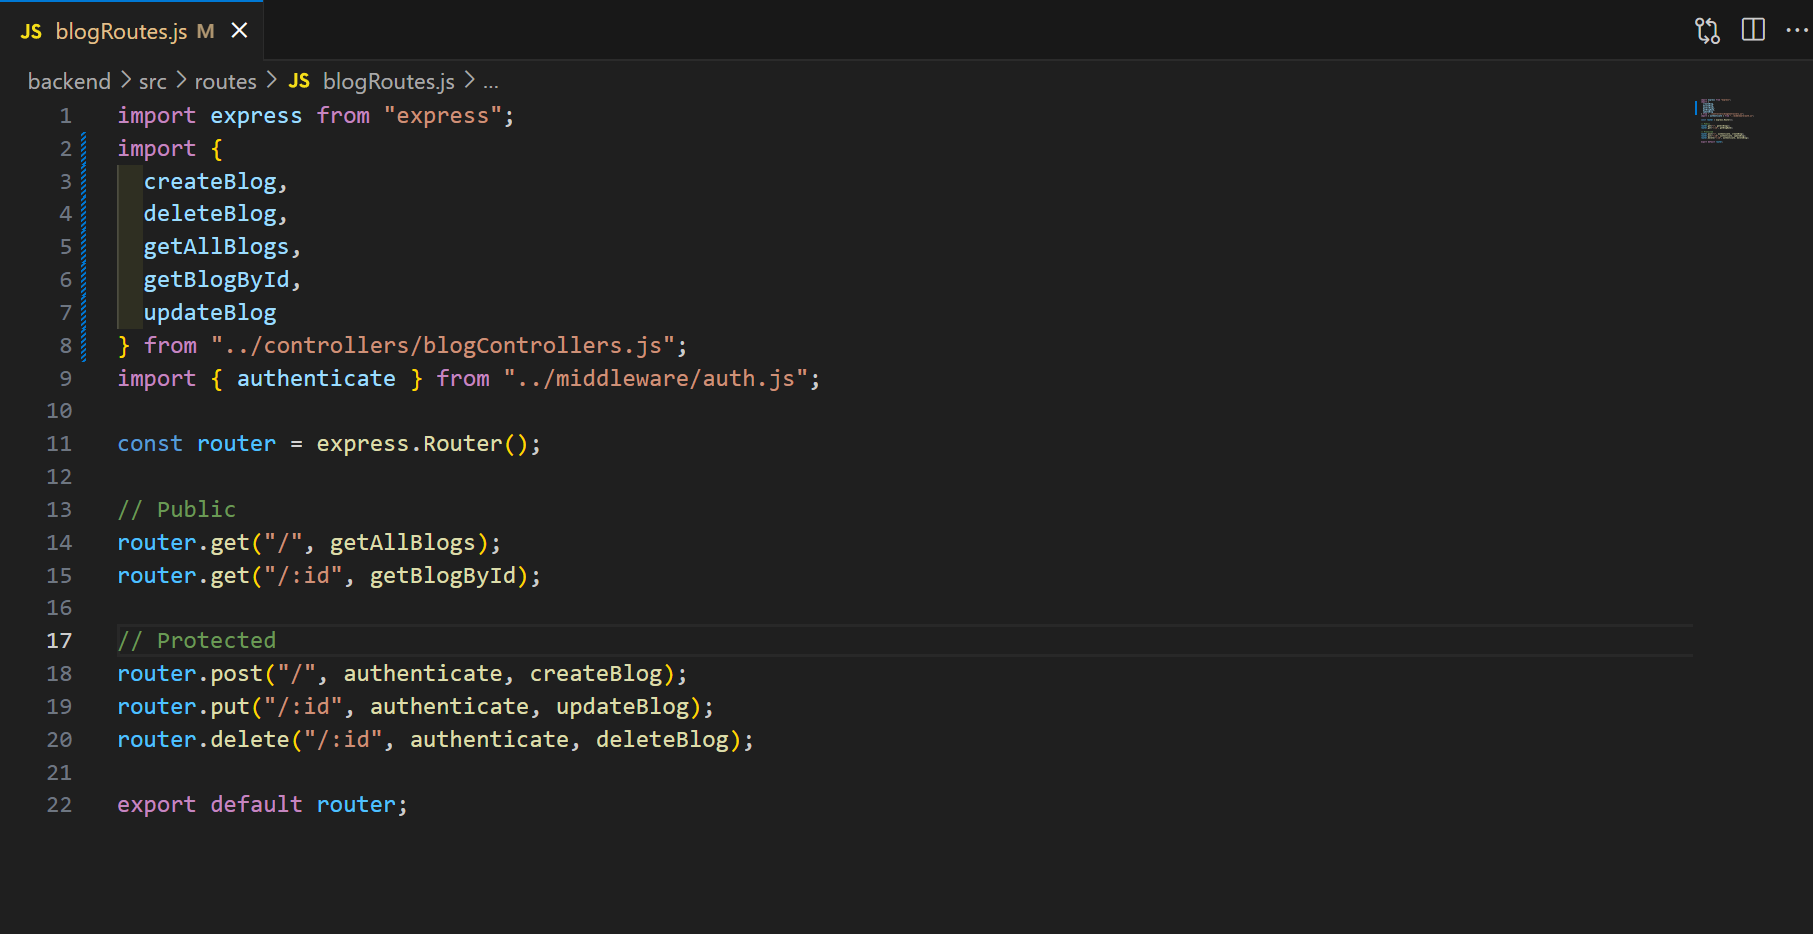 JS blogRoutes.js M
backend > src > routes > JS blogRoutes.js > ...
1 import express from "express";
2 import {
3   createBlog,
4   deleteBlog,
5   getAllBlogs,
6   getBlogById,
7   updateBlog
8 } from "../controllers/blogControllers.js";
9 import { authenticate } from "../middleware/auth.js";
10
11 const router = express.Router();
12
13 // Public
14 router.get("/", getAllBlogs);
15 router.get("/:id", getBlogById);
16
17 // Protected
18 router.post("/", authenticate, createBlog);
19 router.put("/:id", authenticate, updateBlog);
20 router.delete("/:id", authenticate, deleteBlog);
21
22 export default router;